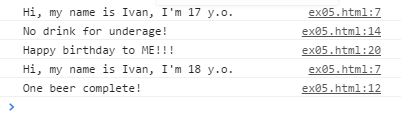 Hi, my name is Ivan, I'm 17 y.o. ex05.html:7
No drink for underage! ex05.html:14
Happy birthday to ME!!! ex05.html:20
Hi, my name is Ivan, I'm 18 y.o. ex05.html:7
One beer complete! ex05.html:12
>